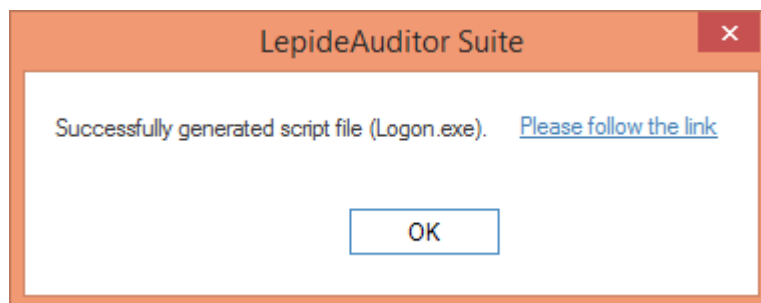 LepideAuditor Suite
Successfully generated script file (Logon.exe). Please follow the link
OK